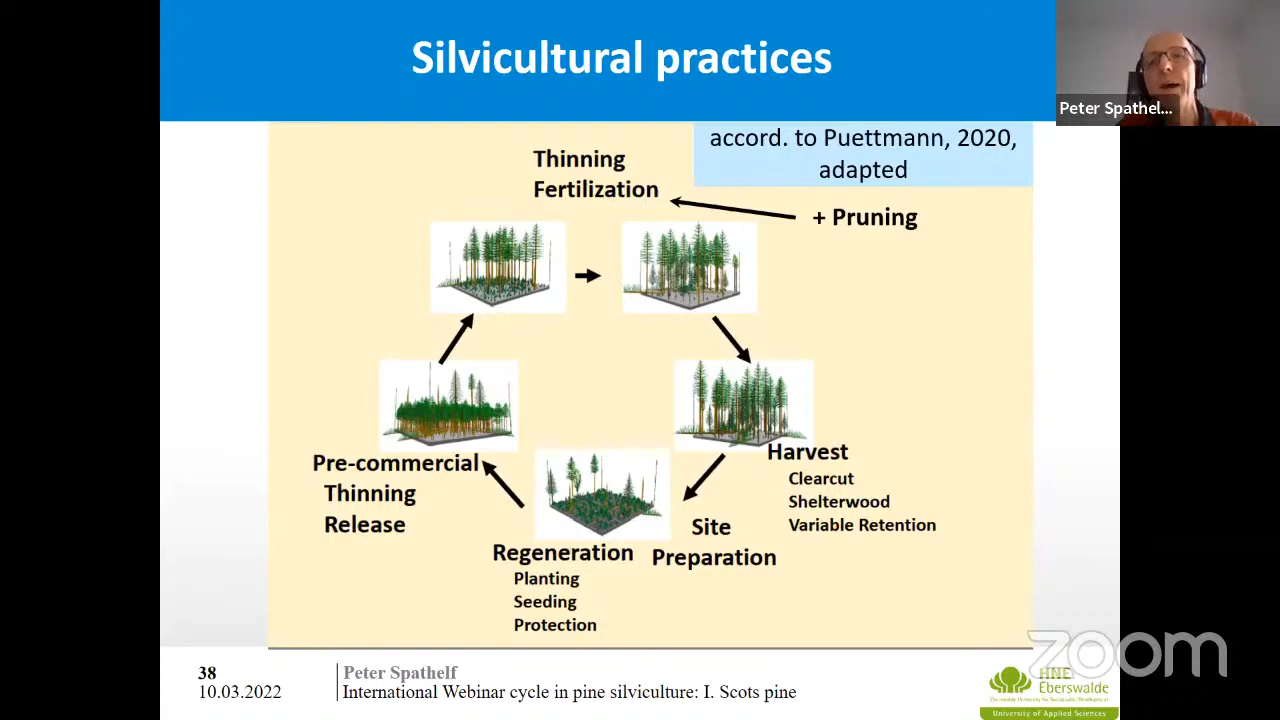 Silvicultural practices
Peter Spathel...
accord. to Puettmann, 2020,
adapted
Thinning
Fertilization
+ Pruning
Pre-commercial
Thinning
Release
Harvest
Clearcut
Shelterwood
Variable Retention
Site
Preparation
Regeneration
Planting
Seeding
Protection
zoom
38
Peter Spathelf
10.03.2022
International Webinar cycle in pine silviculture: I. Scots pine
HNE
Eberswalde
University of Applied Sciences